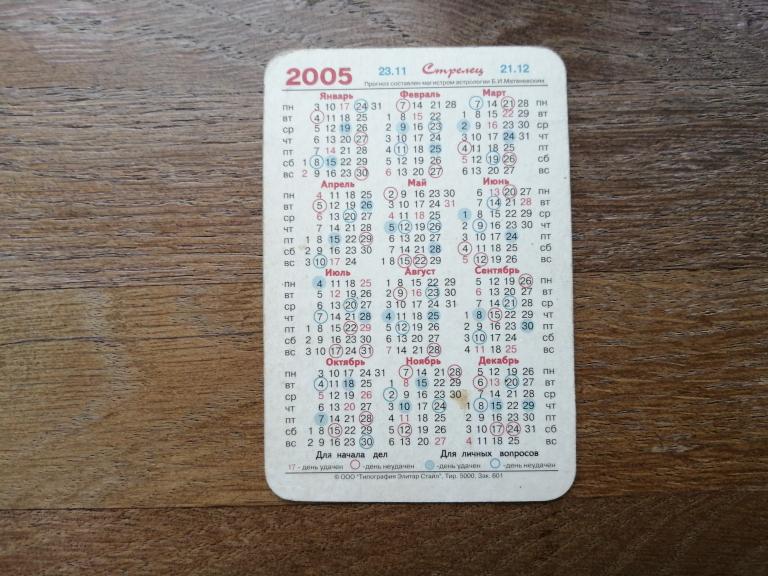 2005 23.11 Стрелец 21.12
Прогноз составлен магистром астрологии Б.И.Матвиевским
Январь Февраль Март
пн 3 10 17 24 31 7 14 21 28 7 14 21 28 пн
вт 4 11 18 25 1 8 15 22 1 8 15 22 29 вт
ср 5 12 19 26 2 9 16 23 2 9 16 23 30 ср
чт 6 13 20 27 3 10 17 24 3 10 17 24 31 чт
пт 7 14 21 28 4 11 18 25 4 11 18 25 пт
сб 1 8 15 22 29 5 12 19 26 5 12 19 26 сб
вс 2 9 16 23 30 6 13 20 27 6 13 20 27 вс
Апрель Май Июнь
пн 4 11 18 25 2 9 16 23 30 6 13 20 27 пн
вт 5 12 19 26 3 10 17 24 31 7 14 21 28 вт
ср 6 13 20 27 4 11 18 25 1 8 15 22 29 ср
чт 7 14 21 28 5 12 19 26 2 9 16 23 30 чт
пт 1 8 15 22 29 6 13 20 27 3 10 17 24 пт
сб 2 9 16 23 30 7 14 21 28 4 11 18 25 сб
вс 3 10 17 24 1 8 15 22 29 5 12 19 26 вс
Июль Август Сентябрь
пн 4 11 18 25 1 8 15 22 29 5 12 19 26 пн
вт 5 12 19 26 2 9 16 23 30 6 13 20 27 вт
ср 6 13 20 27 3 10 17 24 31 7 14 21 28 ср
чт 7 14 21 28 4 11 18 25 1 8 15 22 29 чт
пт 1 8 15 22 29 5 12 19 26 2 9 16 23 30 пт
сб 2 9 16 23 30 6 13 20 27 3 10 17 24 сб
вс 3 10 17 24 31 7 14 21 28 4 11 18 25 вс
Октябрь Ноябрь Декабрь
пн 3 10 17 24 31 7 14 21 28 5 12 19 26 пн
вт 4 11 18 25 1 8 15 22 29 6 13 20 27 вт
ср 5 12 19 26 2 9 16 23 30 7 14 21 28 ср
чт 6 13 20 27 3 10 17 24 1 8 15 22 29 чт
пт 7 14 21 28 4 11 18 25 2 9 16 23 30 пт
сб 1 8 15 22 29 5 12 19 26 3 10 17 24 31 сб
вс 2 9 16 23 30 6 13 20 27 4 11 18 25 вс
Для начала дел Для личных вопросов
17 - день удачен -день неудачен -день удачен -день неудачен
© ООО "Типография Элитар Стайл", Тир. 5000, Зак. 601